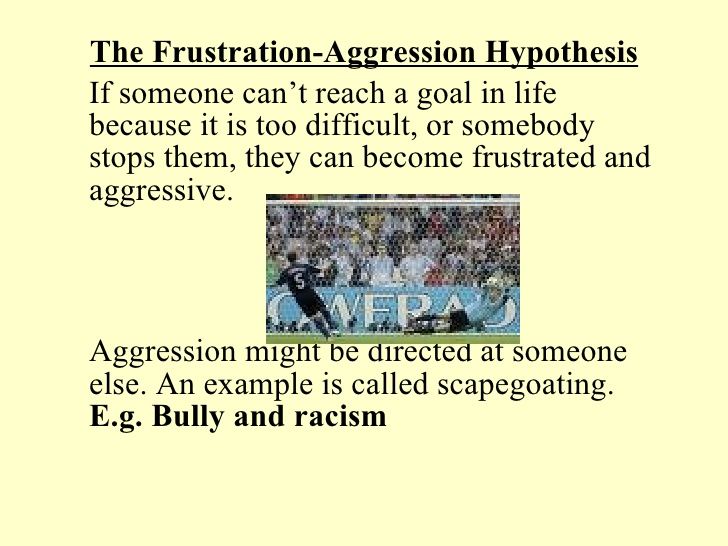 The Frustration-Aggression Hypothesis
If someone can’t reach a goal in life
because it is too difficult, or somebody
stops them, they can become frustrated and
aggressive.
5
Aggression might be directed at someone
else. An example is called scapegoating.
E.g. Bully and racism